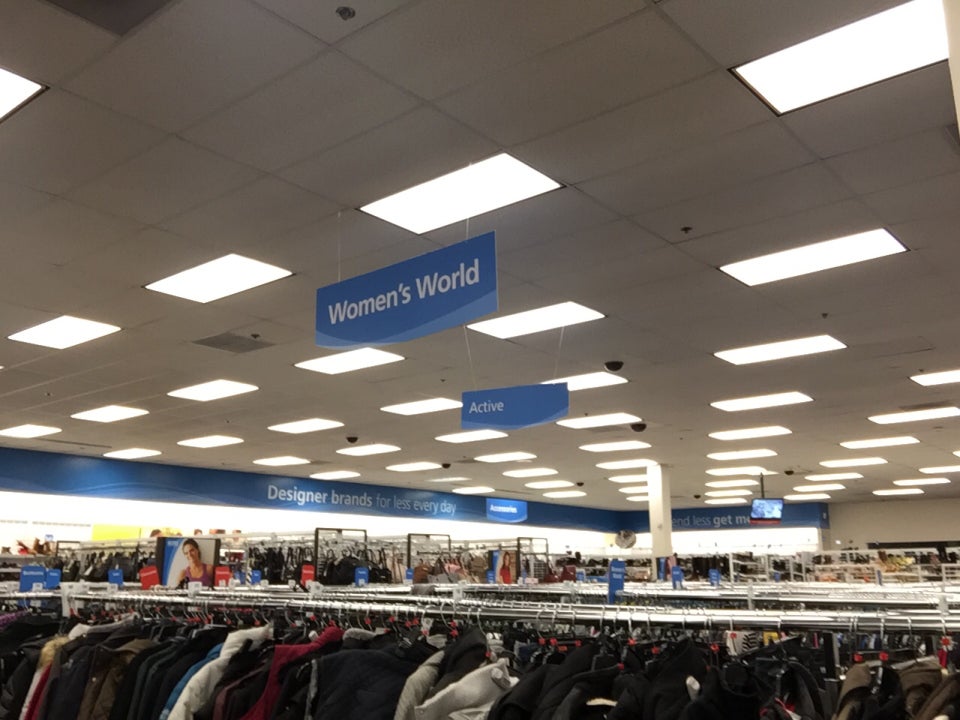 Women's World
Active
Designer brands for less every day
Accessories
end less get m